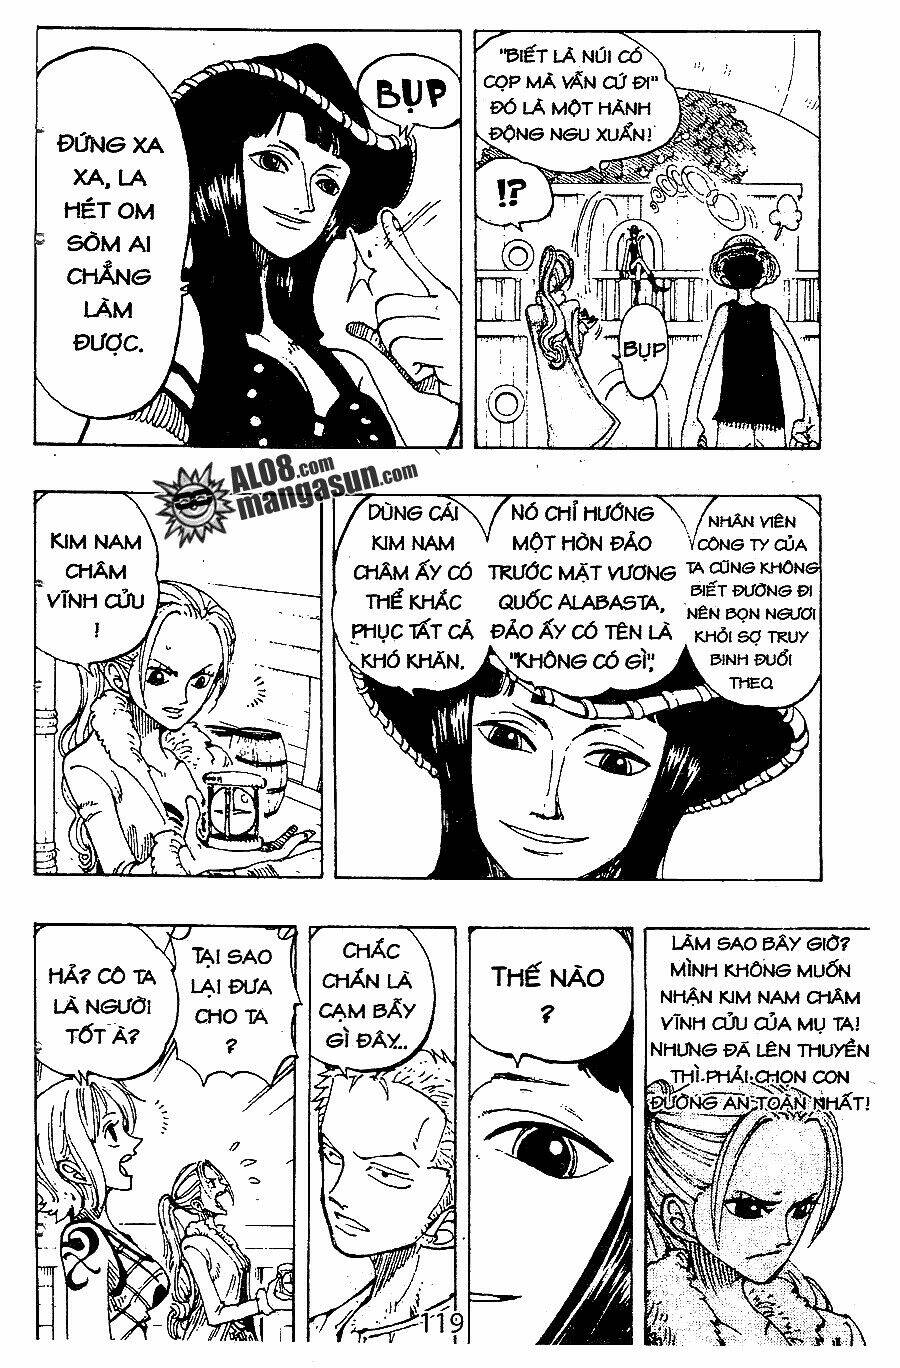 BỤP
ĐỨNG XA
XA, LA
HÉT OM
SÒM AI
CHẲNG
LÀM
ĐƯỢC.
"BIẾT LÀ NÚI CÓ
CỌP MÀ VẪN CỨ ĐI"
ĐÓ LÀ MỘT HÀNH
ĐỘNG NGU XUẨN!
!?
BỤP
AL08.com
mangasun.com
KIM NAM
CHÂM
VĨNH CỬU
!
DÙNG CÁI
KIM NAM
CHÂM ẤY CÓ
THỂ KHẮC
PHỤC TẤT CẢ
KHÓ KHĂN.
NÓ CHỈ HƯỚNG
MỘT HÒN ĐẢO
TRƯỚC MẶT VƯƠNG
QUỐC ALABASTA,
ĐẢO ẤY CÓ TÊN LÀ
"KHÔNG CÓ GÌ",
NHÂN VIÊN
CÔNG TY CỦA
TA CŨNG KHÔNG
BIẾT ĐƯỜNG ĐI
NÊN BỌN NGƯƠI
KHỎI SỢ TRUY
BINH ĐUỔI
THEO.
HẢ? CÔ TA
LÀ NGƯỜI
TỐT À?
TẠI SAO
LẠI ĐƯA
CHO TA
?
CHẮC
CHẮN LÀ
CẠM BẪY
GÌ ĐÂY...
THẾ NÀO
?
LÀM SAO BÂY GIỜ?
MÌNH KHÔNG MUỐN
NHẬN KIM NAM CHÂM
VĨNH CỬU CỦA MỤ TA!
NHƯNG ĐÃ LÊN THUYỀN
THÌ PHẢI CHỌN CON
ĐƯỜNG AN TOÀN NHẤT!
119